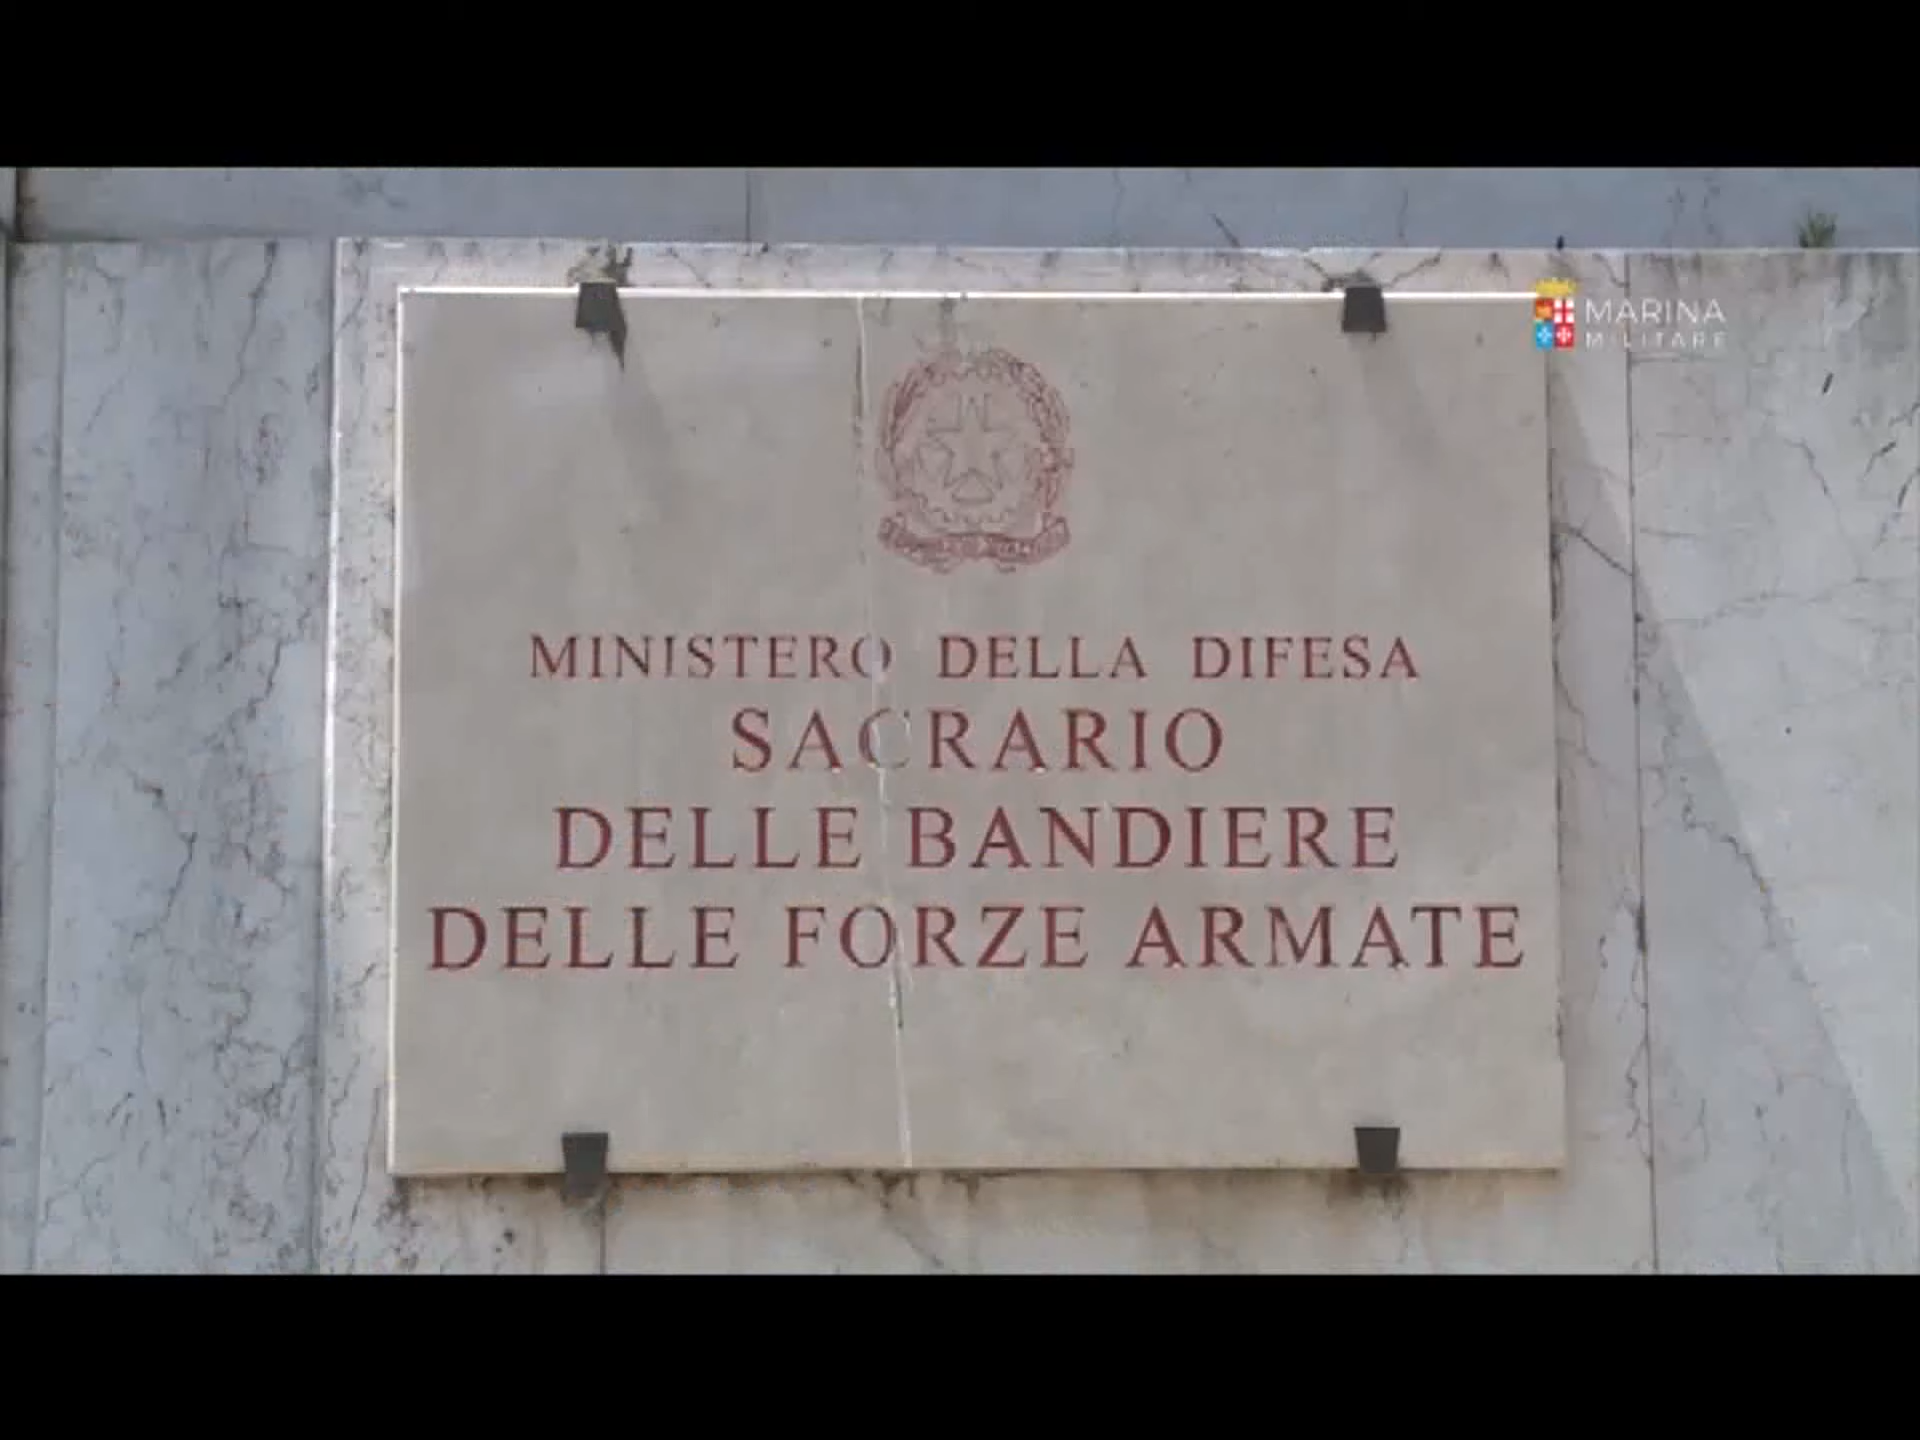 MARINA
MILITARE
MINISTERO DELLA DIFESA
SACRARIO
DELLE BANDIERE
DELLE FORZE ARMATE